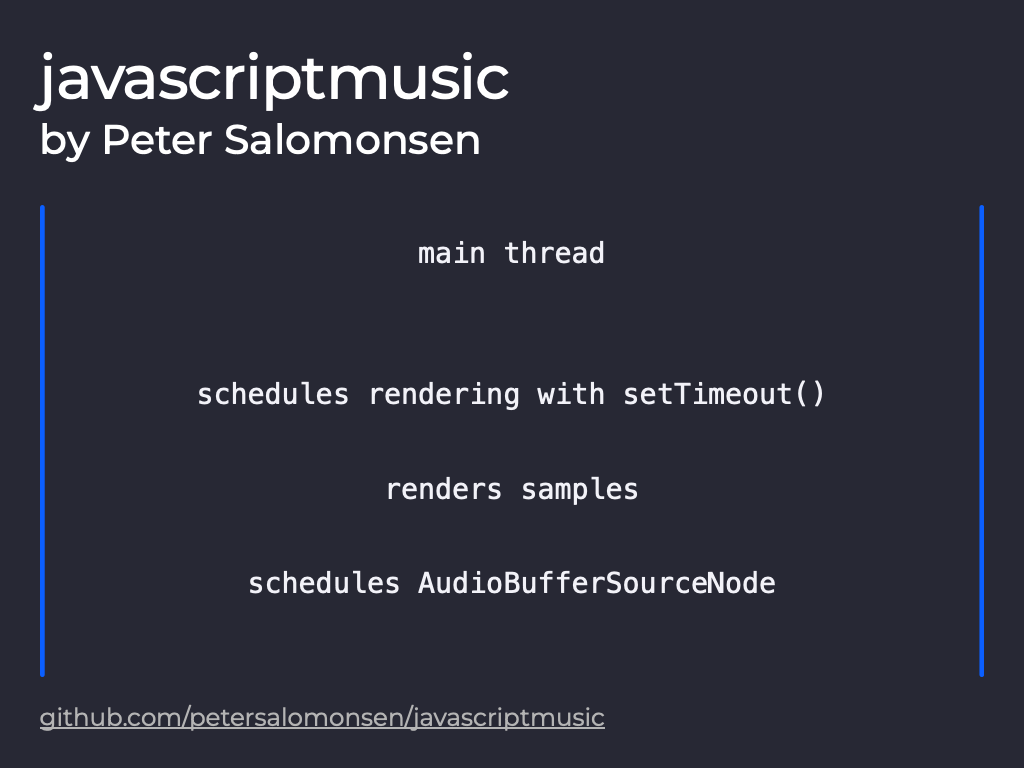 javascriptmusic
by Peter Salomonsen
main thread
schedules rendering with setTimeout()
renders samples
schedules AudioBufferSourceNode
github.com/petersalomonsen/javascriptmusic